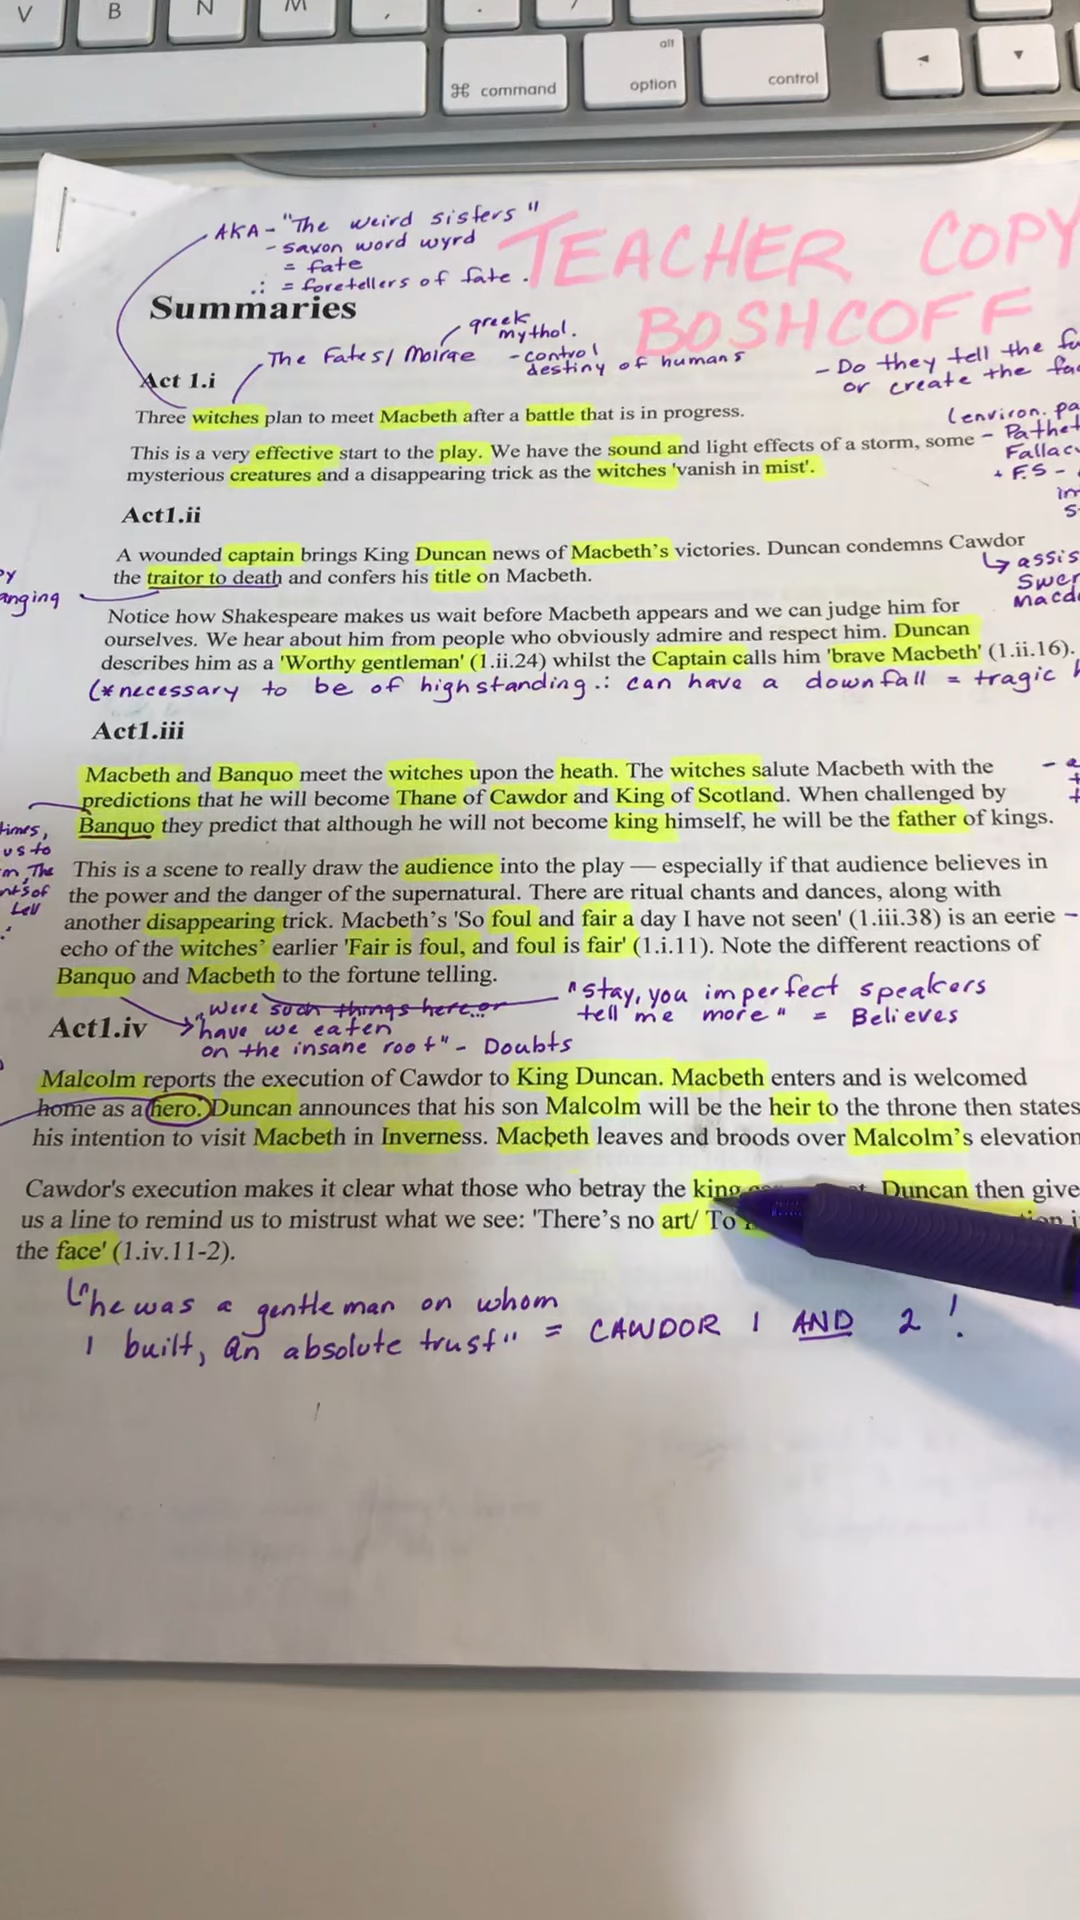 V B N M , . /
⌘ command
alt
option
control
◄ ▼
AKA - "The weird sisters"
- saxon word wyrd
= fate
∴ = foretellers of fate.
TEACHER COPY
BOSHCOFF
Summaries
greek
mythol.
The Fates/ Moirae - control
destiny of humans
- Do they tell the
or create the
Act 1.i
Three witches plan to meet Macbeth after a battle that is in progress.
(environ.
This is a very effective start to the play. We have the sound and light effects of a storm, some
mysterious creatures and a disappearing trick as the witches 'vanish in mist'.
+ F.S -
Act1.ii
A wounded captain brings King Duncan news of Macbeth's victories. Duncan condemns Cawdor
the traitor to death and confers his title on Macbeth.
Notice how Shakespeare makes us wait before Macbeth appears and we can judge him for
ourselves. We hear about him from people who obviously admire and respect him. Duncan
describes him as a 'Worthy gentleman' (1.ii.24) whilst the Captain calls him 'brave Macbeth' (1.ii.16).
(*necessary to be of high standing ∴ can have a downfall = tragic
Act1.iii
Macbeth and Banquo meet the witches upon the heath. The witches salute Macbeth with the
predictions that he will become Thane of Cawdor and King of Scotland. When challenged by
Banquo they predict that although he will not become king himself, he will be the father of kings.
This is a scene to really draw the audience into the play — especially if that audience believes in
the power and the danger of the supernatural. There are ritual chants and dances, along with
another disappearing trick. Macbeth's 'So foul and fair a day I have not seen' (1.iii.38) is an eerie
echo of the witches' earlier 'Fair is foul, and foul is fair' (1.i.11). Note the different reactions of
Banquo and Macbeth to the fortune telling.
"stay, you imperfect speakers
tell me more" = Believes
"were such things here...or
have we eaten
on the insane root" - Doubts
Act1.iv
Malcolm reports the execution of Cawdor to King Duncan. Macbeth enters and is welcomed
home as a hero. Duncan announces that his son Malcolm will be the heir to the throne then states
his intention to visit Macbeth in Inverness. Macbeth leaves and broods over Malcolm's elevation
Cawdor's execution makes it clear what those who betray the king Duncan then give
us a line to remind us to mistrust what we see: 'There's no art/ To
the face' (1.iv.11-2).
"he was a gentleman on whom
I built, an absolute trust" = CAWDOR 1 AND 2 !